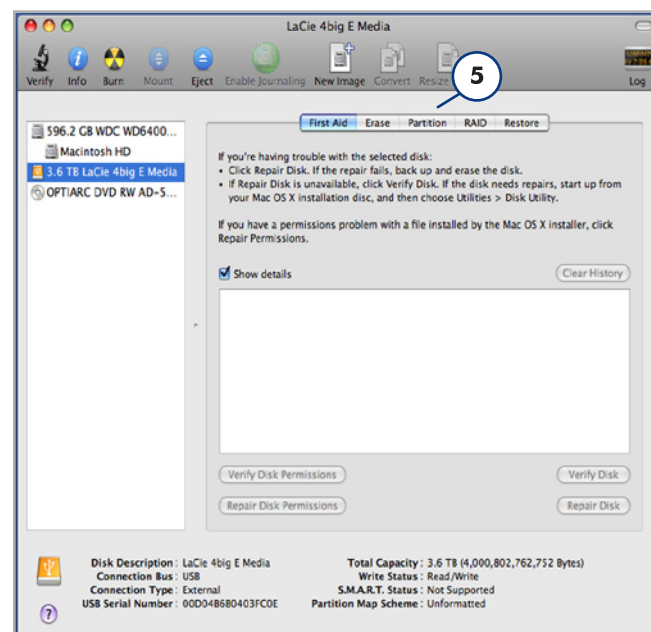 LaCie 4big E Media
Verify Info Burn Mount Eject Enable Journaling New Image Convert Resize Log
5
First Aid Erase Partition RAID Restore
596.2 GB WDC WD6400...
Macintosh HD
3.6 TB LaCie 4big E Media
OPTIARC DVD RW AD-5...
If you're having trouble with the selected disk:
• Click Repair Disk. If the repair fails, back up and erase the disk.
• If Repair Disk is unavailable, click Verify Disk. If the disk needs repairs, start up from
your Mac OS X installation disc, and then choose Utilities > Disk Utility.
If you have a permissions problem with a file installed by the Mac OS X installer, click
Repair Permissions.
Show details
Clear History
Verify Disk Permissions
Verify Disk
Repair Disk Permissions
Repair Disk
Disk Description : LaCie 4big E Media
Connection Bus : USB
Connection Type : External
USB Serial Number : 00D04B6B0403FC0E
Total Capacity : 3.6 TB (4,000,802,762,752 Bytes)
Write Status : Read/Write
S.M.A.R.T. Status : Not Supported
Partition Map Scheme : Unformatted
?